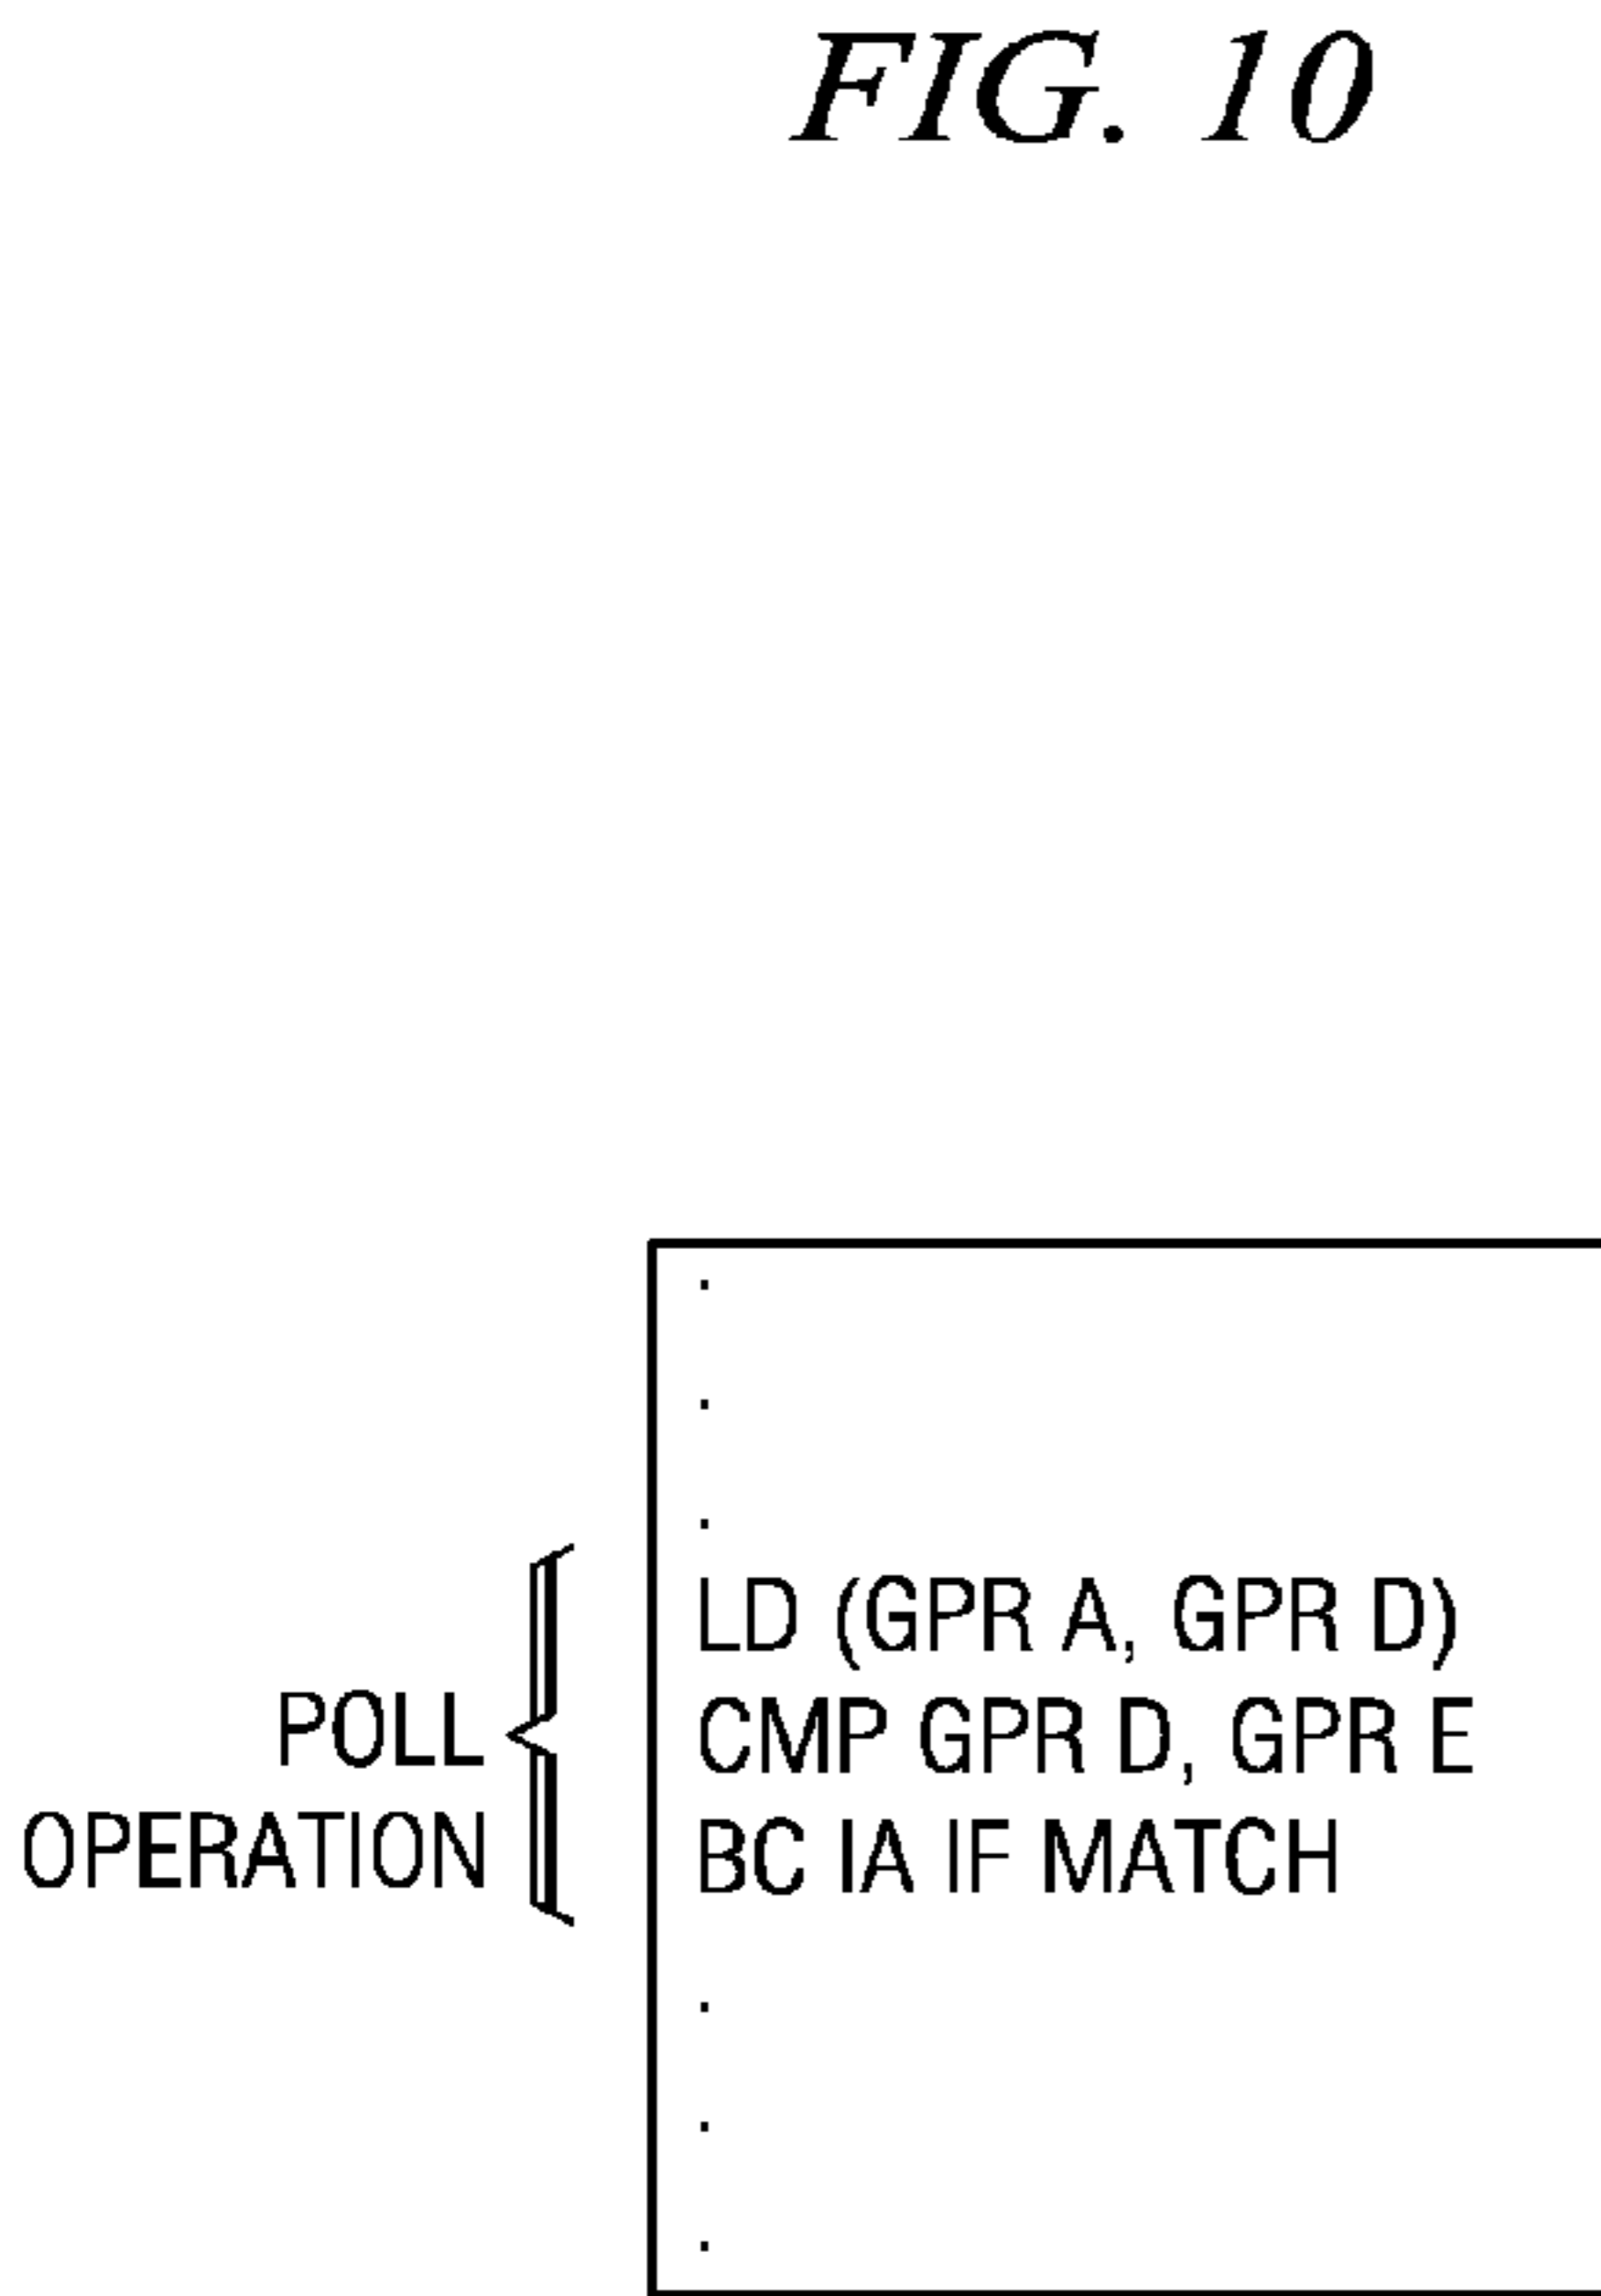 FIG. 10
.
.
.
LD (GPR A, GPR D)
CMP GPR D, GPR E
BC IA IF MATCH
.
.
.
POLL
OPERATION